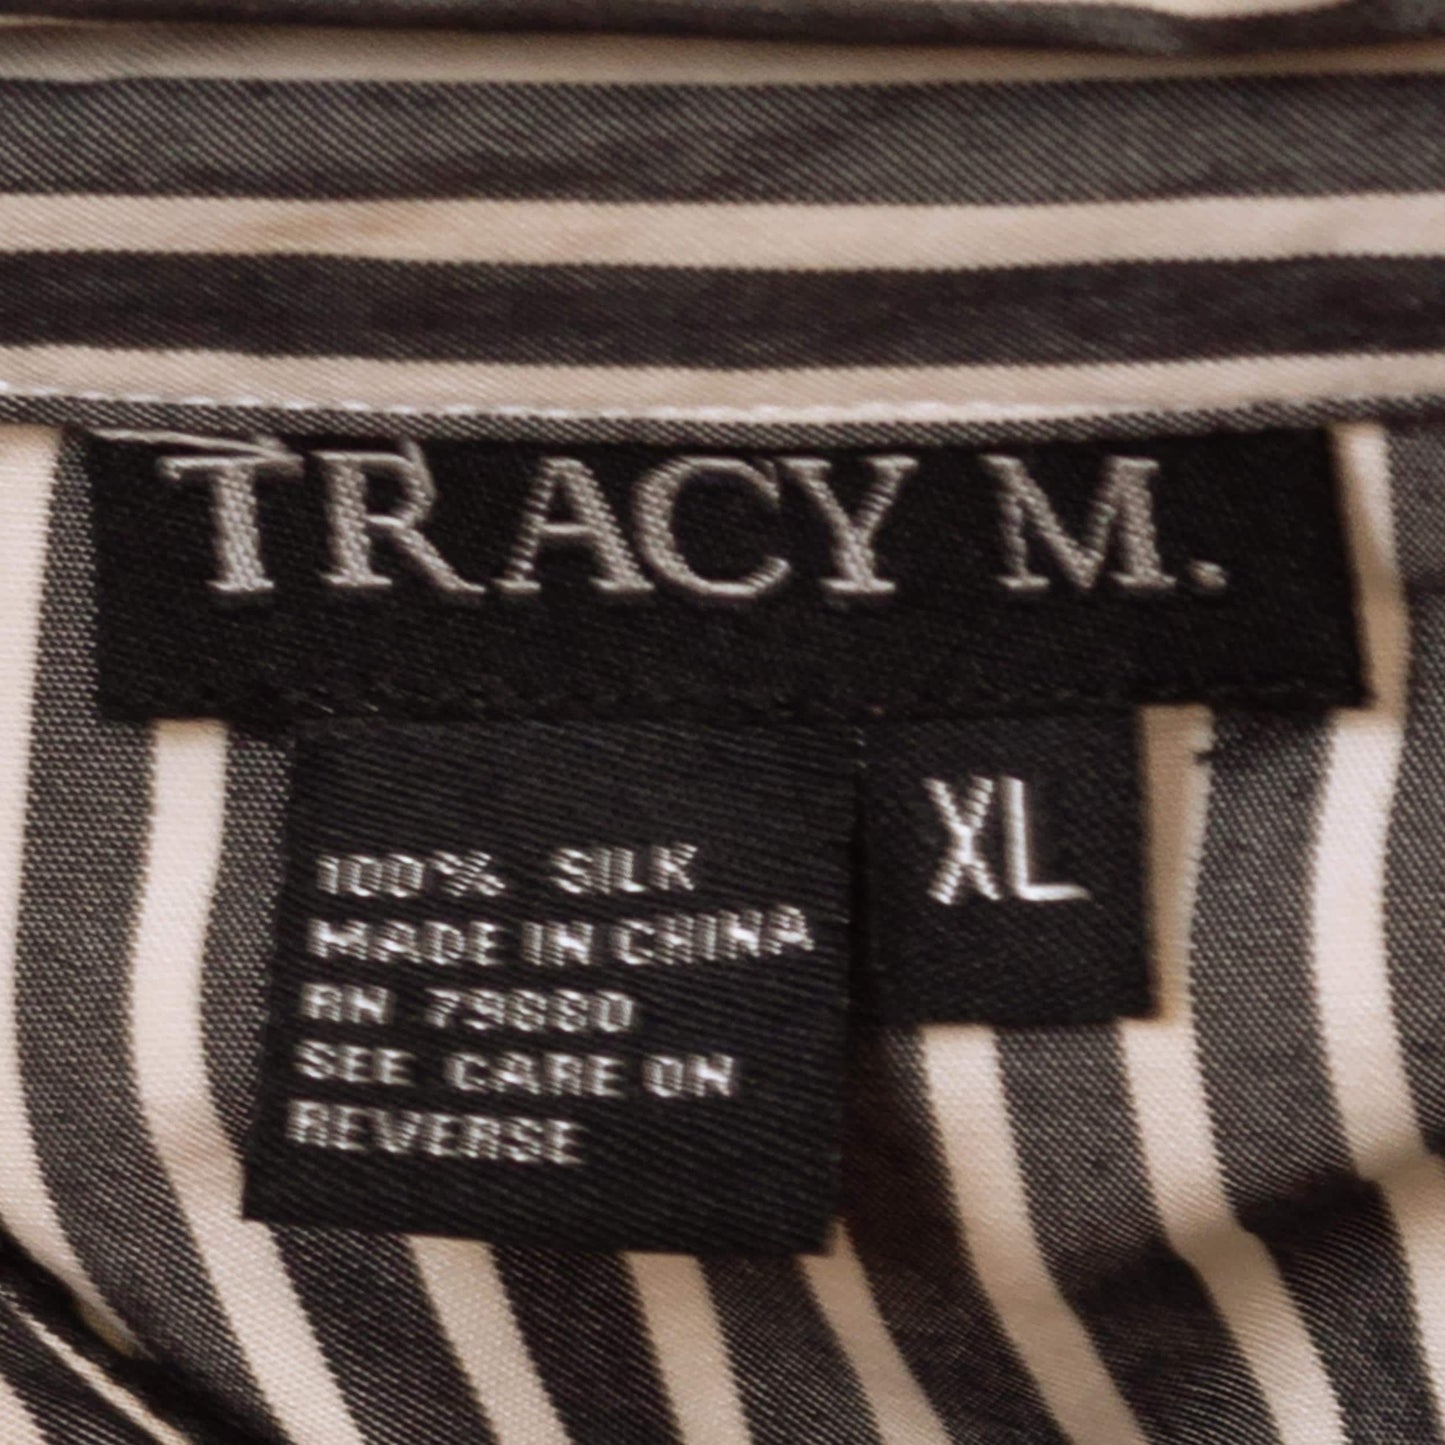 TRACY M.
XL
100% SILK
MADE IN CHINA
RN 79880
SEE CARE ON
REVERSE